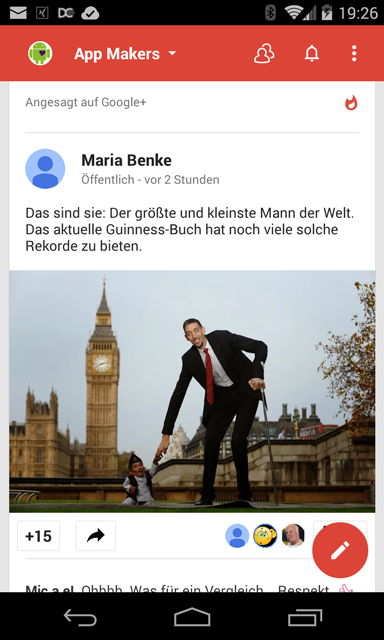 19:26
App Makers
Angesagt auf Google+
Maria Benke
Öffentlich - vor 2 Stunden
Das sind sie: Der größte und kleinste Mann der Welt.
Das aktuelle Guinness-Buch hat noch viele solche
Rekorde zu bieten.
+15
Mic a el Ohhhh. Was für ein Vergleich... Respekt